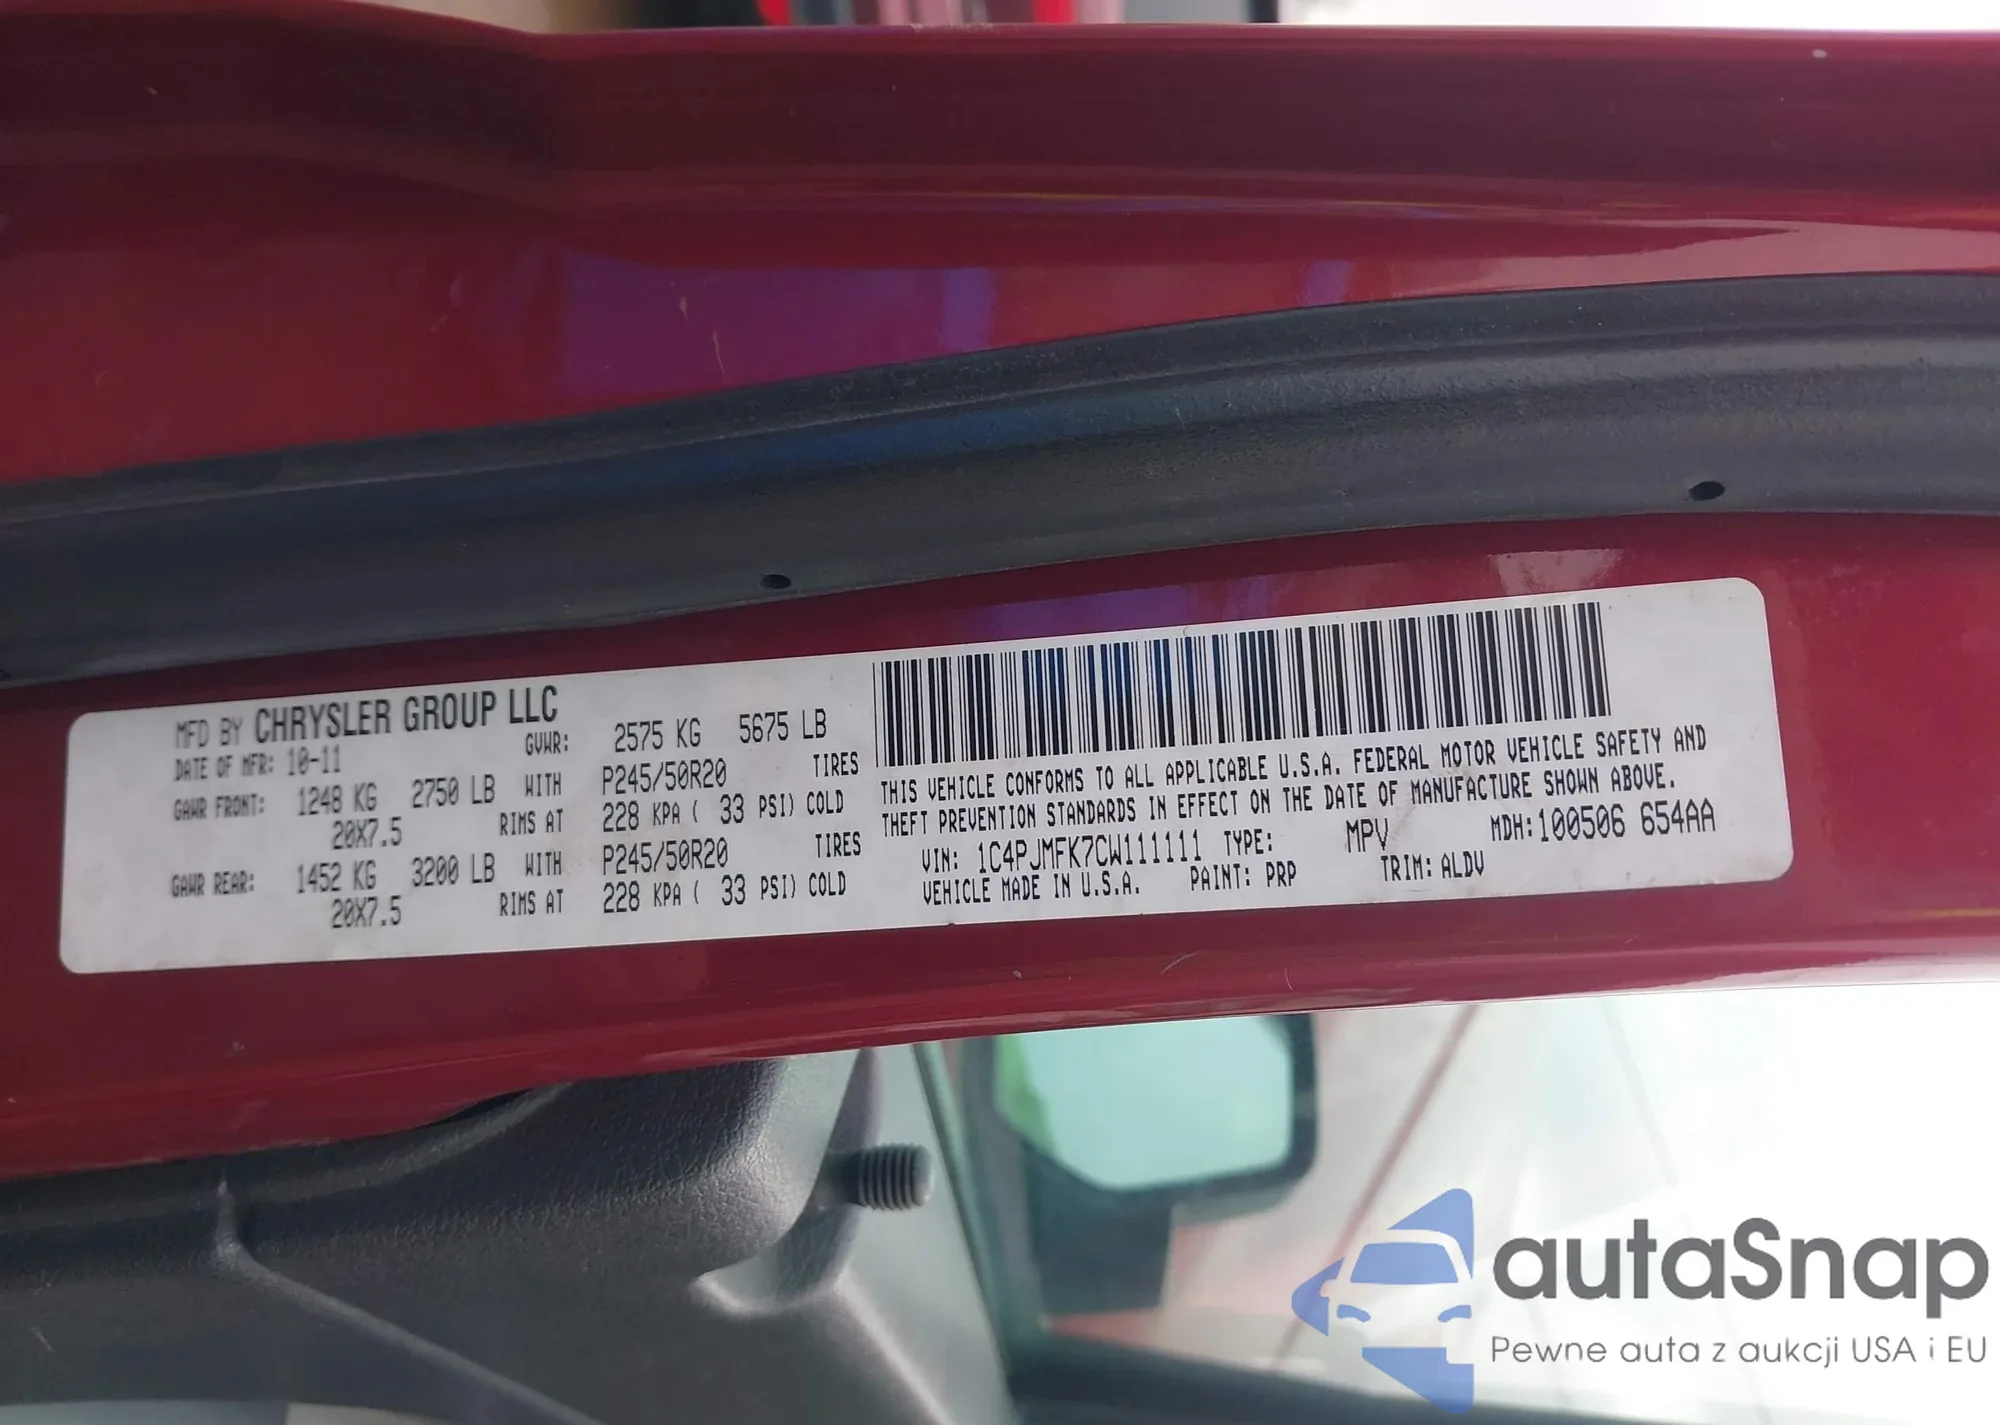 MFD BY CHRYSLER GROUP LLC
DATE OF MFR: 10-11 GVWR: 2575 KG 5675 LB
GAWR FRONT: 1248 KG 2750 LB WITH P245/50R20 TIRES
20X7.5 RIMS AT 228 KPA ( 33 PSI) COLD
GAWR REAR: 1452 KG 3200 LB WITH P245/50R20 TIRES
20X7.5 RIMS AT 228 KPA ( 33 PSI) COLD
THIS VEHICLE CONFORMS TO ALL APPLICABLE U.S.A. FEDERAL MOTOR VEHICLE SAFETY AND
THEFT PREVENTION STANDARDS IN EFFECT ON THE DATE OF MANUFACTURE SHOWN ABOVE.
VIN: 1C4PJMFK7CW111111 TYPE: MPV MDH:100506 654AA
VEHICLE MADE IN U.S.A. PAINT: PRP TRIM: ALDV
autaSnap
Pewne auta z aukcji USA i EU